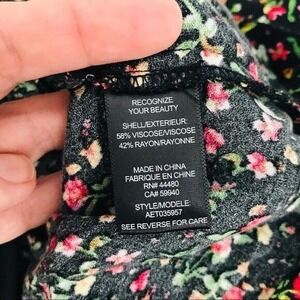 RECOGNIZE
YOUR BEAUTY
SHELL/EXTERIEUR:
58% VISCOSE/VISCOSE
42% RAYON/RAYONNE
MADE IN CHINA
FABRIQUE EN CHINE
RN# 44480
CA# 59940
STYLE/MODELE:
AET035957
SEE REVERSE FOR CARE